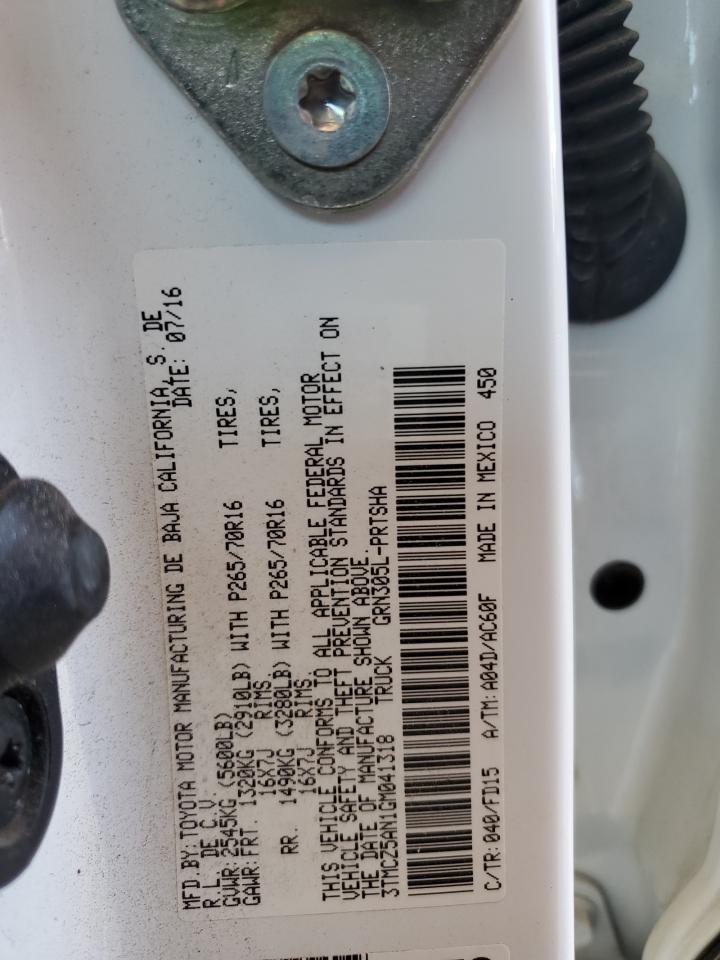 MFD.BY:TOYOTA MOTOR MANUFACTURING DE BAJA CALIFORNIA, S. DE
R.L. DE C.V. DATE: 07/16
GVWR: 2545KG (5600LB)
GAWR:FRT. 1320KG (2910LB) WITH P265/70R16 TIRES,
16X7J RIMS.
RR. 1490KG (3280LB) WITH P265/70R16 TIRES,
16X7J RIMS.
THIS VEHICLE CONFORMS TO ALL APPLICABLE FEDERAL MOTOR
VEHICLE SAFETY AND THEFT PREVENTION STANDARDS IN EFFECT ON
THE DATE OF MANUFACTURE SHOWN ABOVE.
3TMCZ5AN1GM041318 TRUCK GRN305L-PRTSHA
C/TR:040/FD15 A/TM:A04D/AC60F MADE IN MEXICO 450